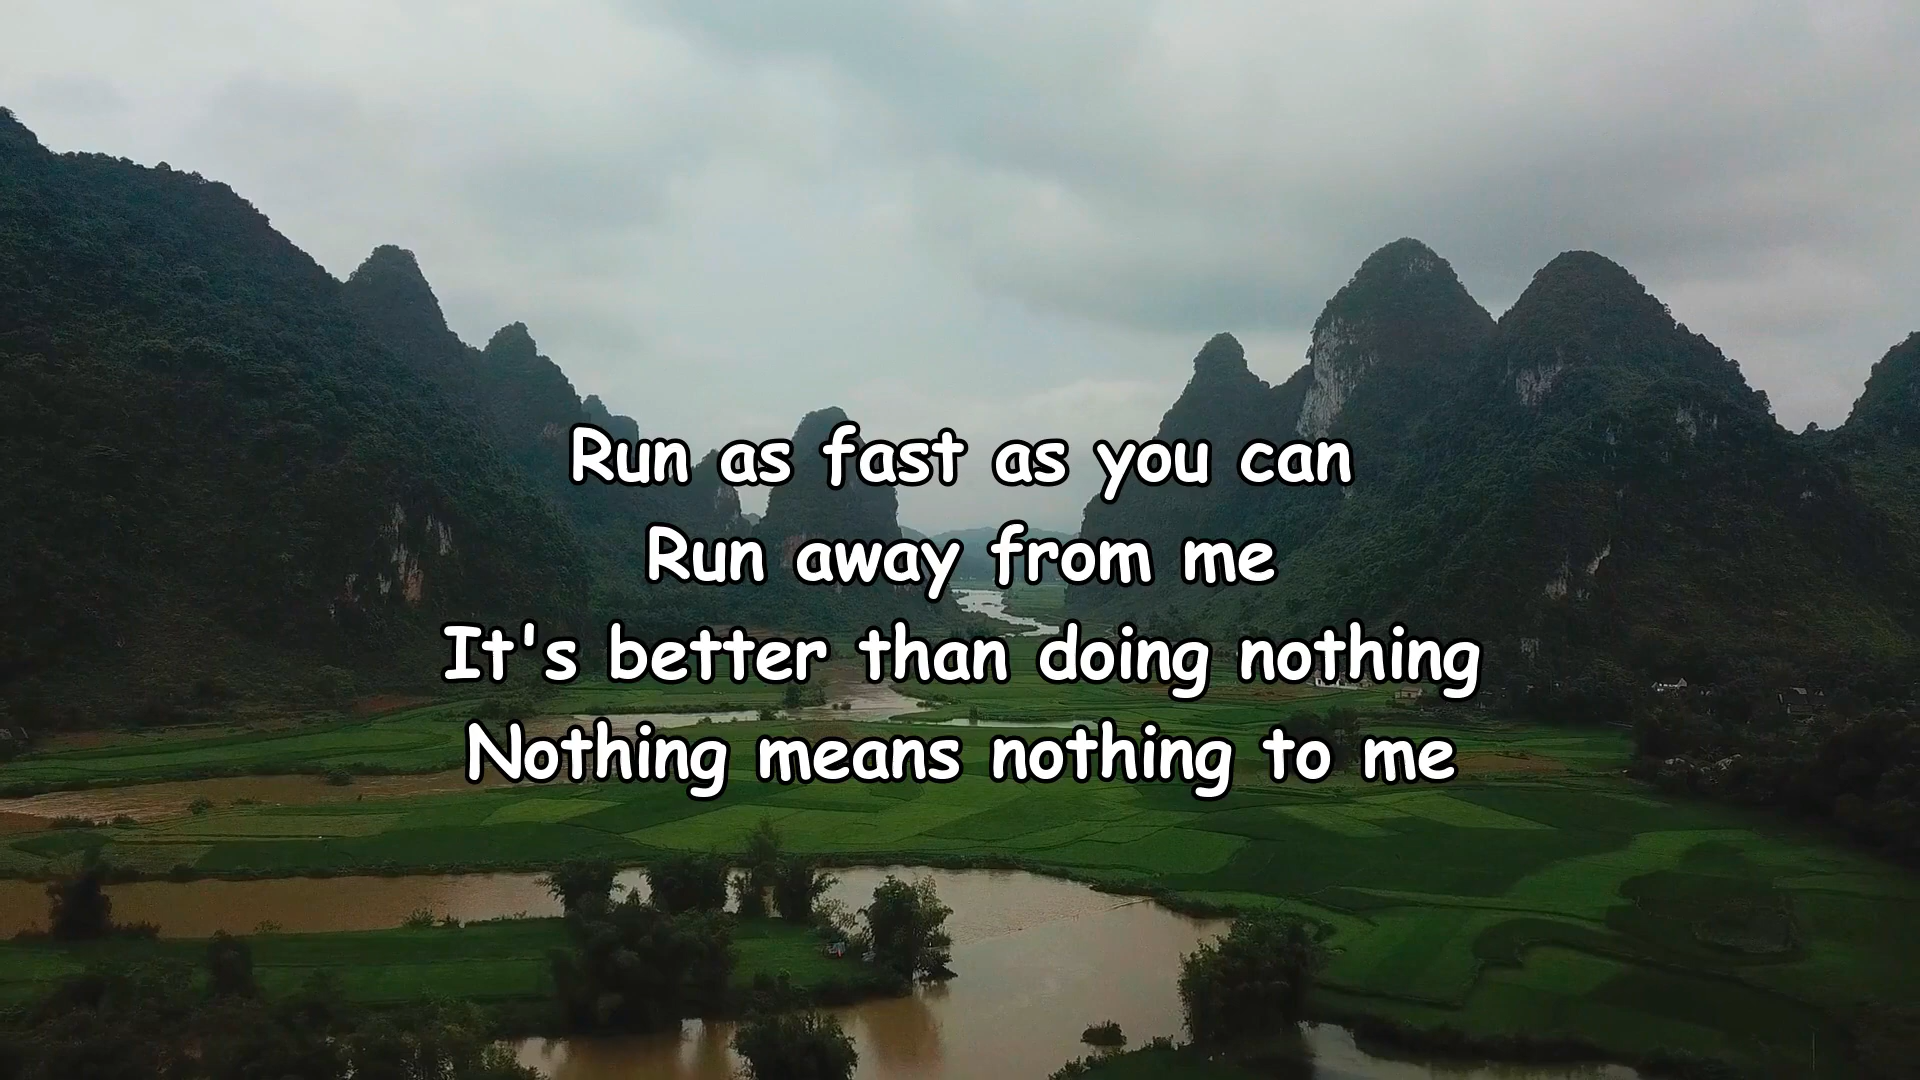 Run as fast as you can
Run away from me
It's better than doing nothing
Nothing means nothing to me